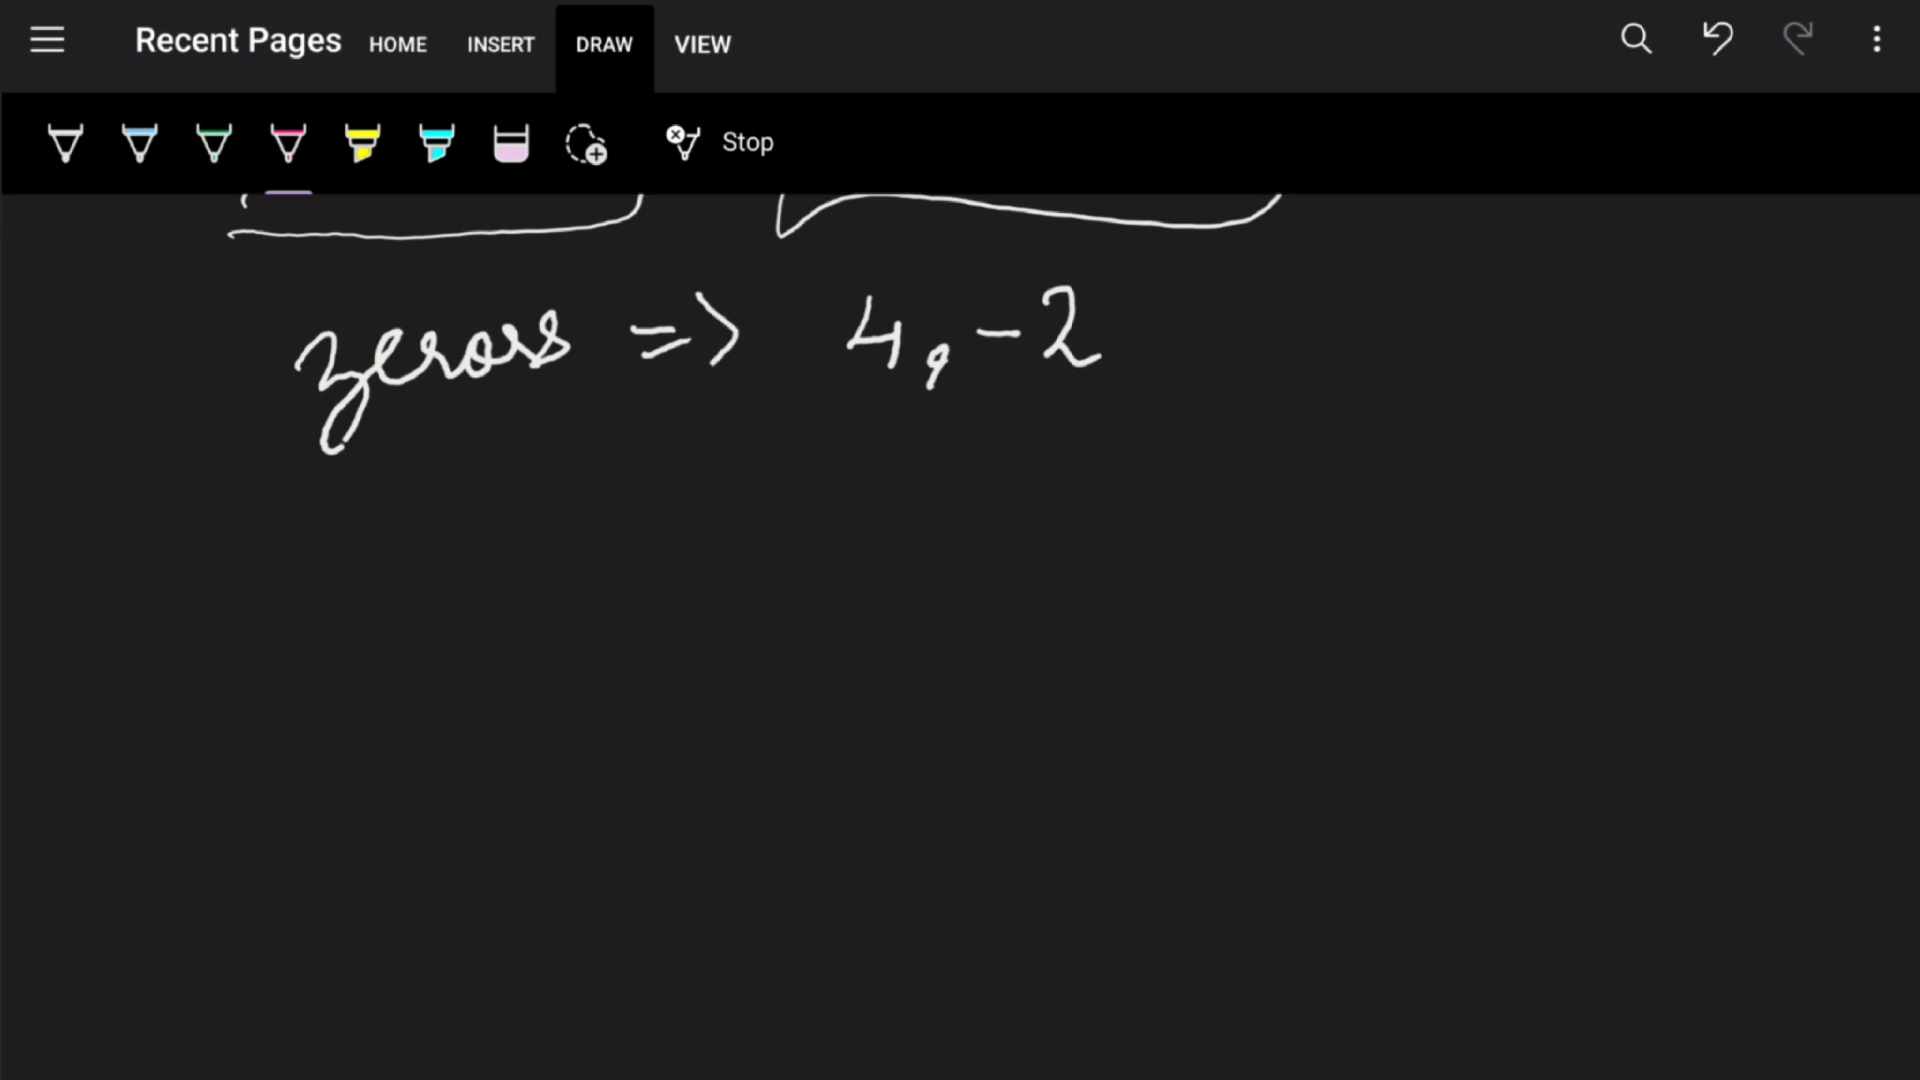 Recent Pages HOME INSERT DRAW VIEW
Stop
zeros => 4, -2